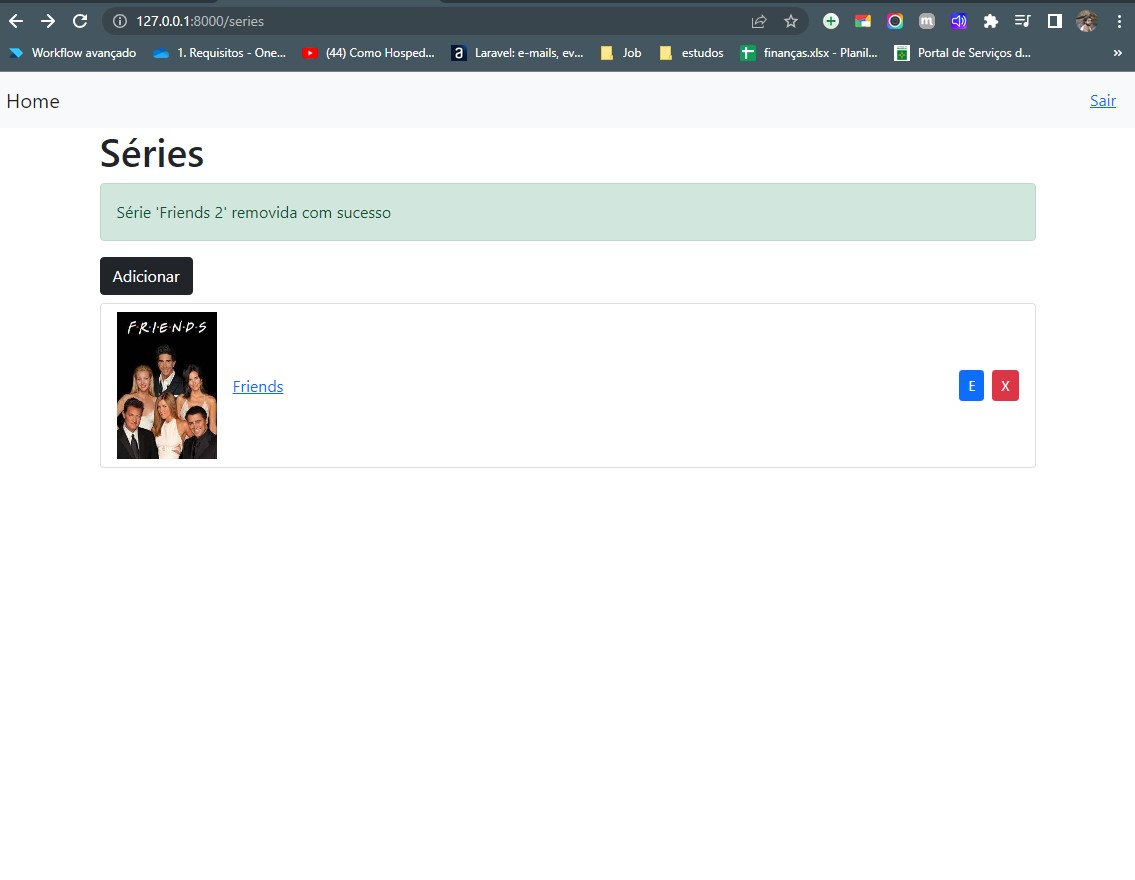 127.0.0.1:8000/series
Workflow avançado 1. Requisitos - One... (44) Como Hosped... a Laravel: e-mails, ev... Job estudos finanças.xlsx - Planil... Portal de Serviços d... »
Home Sair
Séries
Série 'Friends 2' removida com sucesso
Adicionar
F·R·I·E·N·D·S
Friends E X